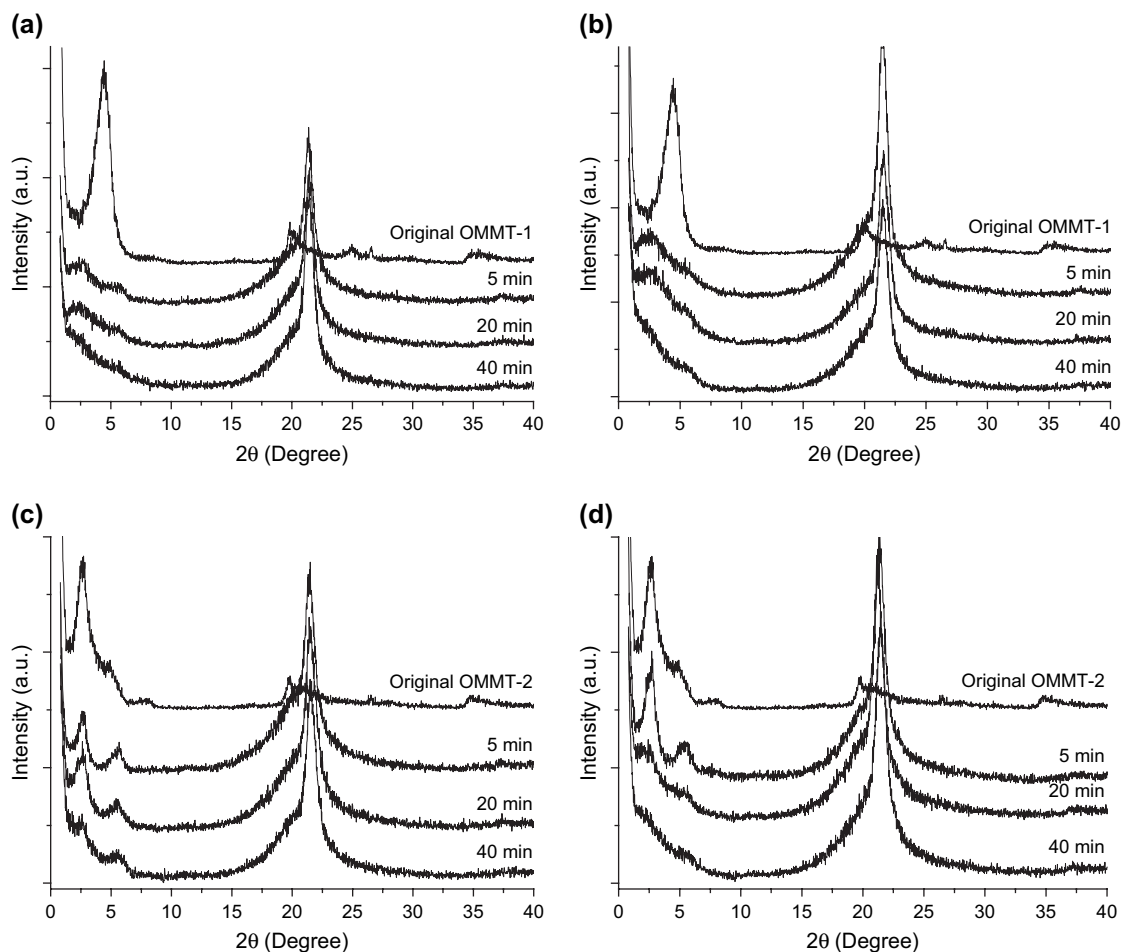 (a)
Intensity (a.u.)
Original OMMT-1
5 min
20 min
40 min
0 5 10 15 20 25 30 35 40
2θ (Degree)
(b)
Intensity (a.u.)
Original OMMT-1
5 min
20 min
40 min
0 5 10 15 20 25 30 35 40
2θ (Degree)
(c)
Intensity (a.u.)
Original OMMT-2
5 min
20 min
40 min
0 5 10 15 20 25 30 35 40
2θ (Degree)
(d)
Intensity (a.u.)
Original OMMT-2
5 min
20 min
40 min
0 5 10 15 20 25 30 35 40
2θ (Degree)